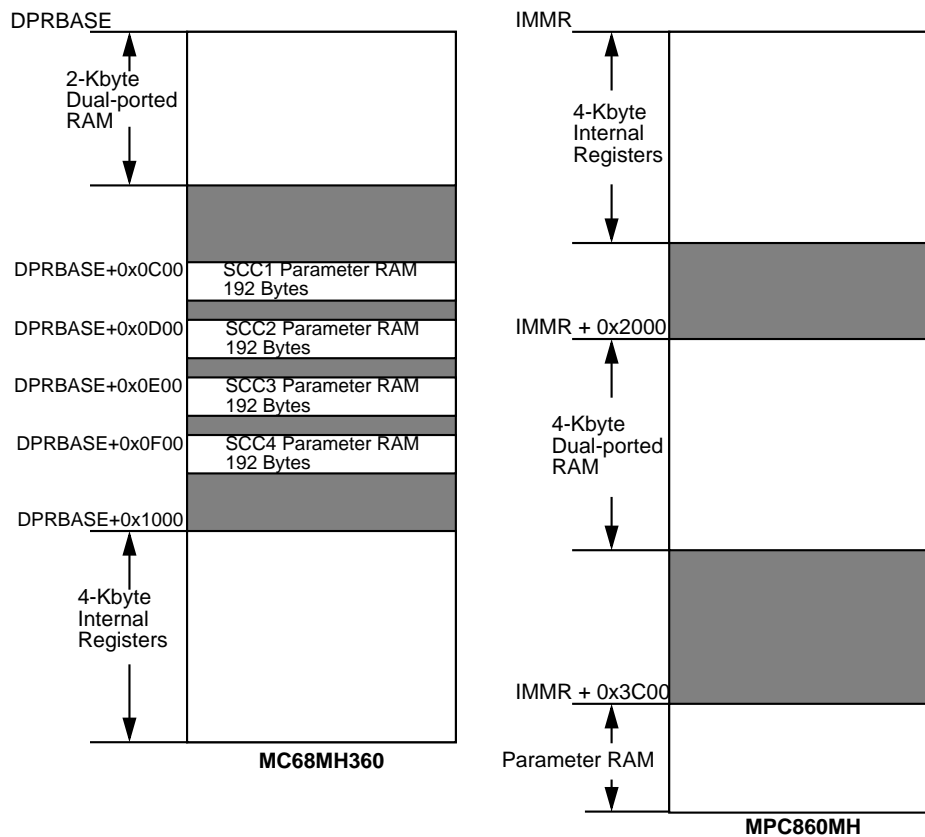 DPRBASE
2-Kbyte
Dual-ported
RAM
DPRBASE+0x0C00
SCC1 Parameter RAM
192 Bytes
DPRBASE+0x0D00
SCC2 Parameter RAM
192 Bytes
DPRBASE+0x0E00
SCC3 Parameter RAM
192 Bytes
DPRBASE+0x0F00
SCC4 Parameter RAM
192 Bytes
DPRBASE+0x1000
4-Kbyte
Internal
Registers
MC68MH360
IMMR
4-Kbyte
Internal
Registers
IMMR + 0x2000
4-Kbyte
Dual-ported
RAM
IMMR + 0x3C00
Parameter RAM
MPC860MH